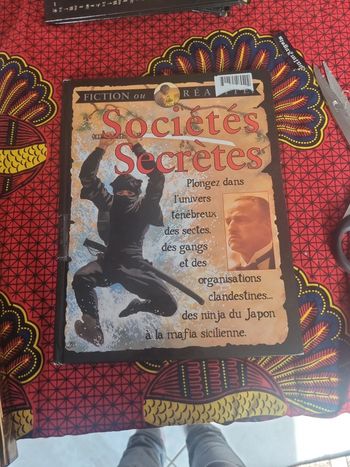 FICTION ou RÉA
Sociétés
Secrètes
Plongez dans
l'univers
ténébreux
des sectes,
des gangs
et des
organisations
clandestines...
des ninja du Japon
à la mafia sicilienne.